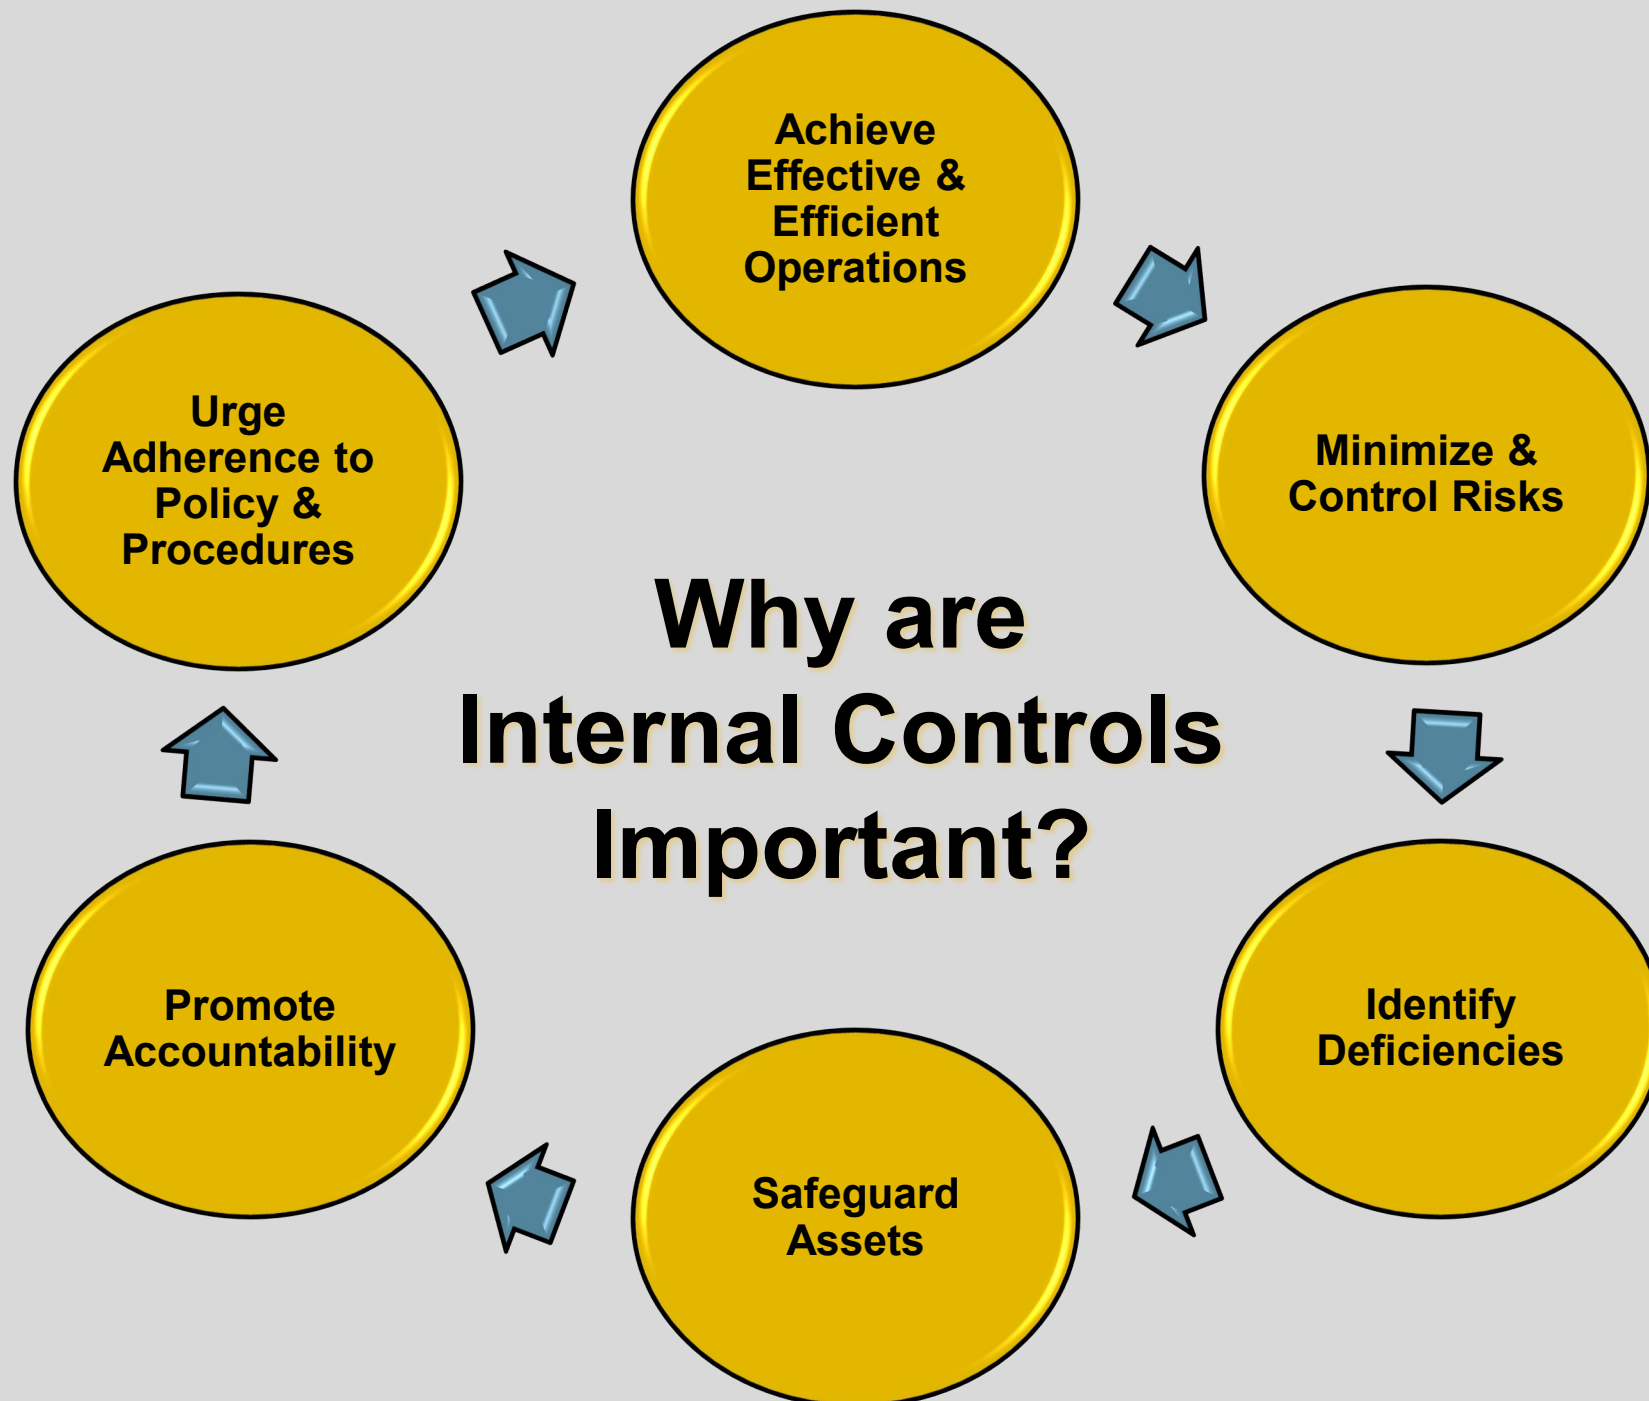 Achieve
Effective &
Efficient
Operations
Minimize &
Control Risks
Identify
Deficiencies
Safeguard
Assets
Promote
Accountability
Urge
Adherence to
Policy &
Procedures
Why are
Internal Controls
Important?